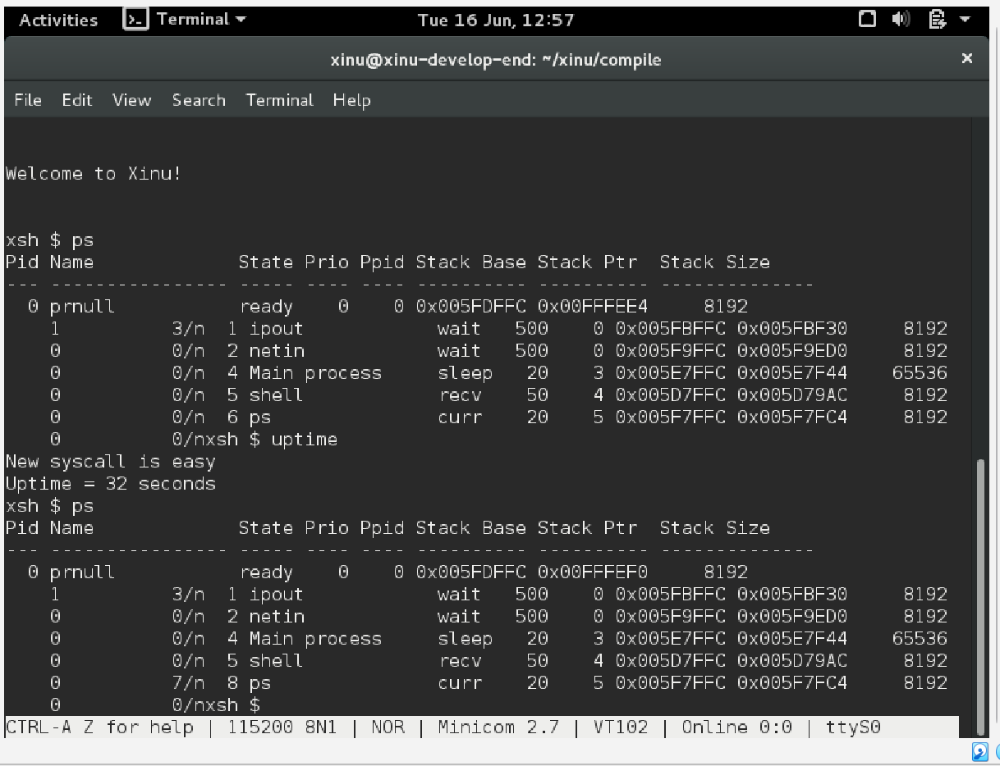 Activities Terminal Tue 16 Jun, 12:57
xinu@xinu-develop-end: ~/xinu/compile ×
File Edit View Search Terminal Help
Welcome to Xinu!
xsh $ ps
Pid Name             State Prio Ppid Stack Base Stack Ptr  Stack Size
--- ---------------- ----- ---- ---- ---------- ---------- --------------
  0 prnull           ready    0    0 0x005FDFFC 0x00FFFEE4     8192
    1          3/n  1 ipout            wait   500    0 0x005FBFFC 0x005FBF30     8192
    0          0/n  2 netin            wait   500    0 0x005F9FFC 0x005F9ED0     8192
    0          0/n  4 Main process     sleep   20    3 0x005E7FFC 0x005E7F44    65536
    0          0/n  5 shell            recv    50    4 0x005D7FFC 0x005D79AC     8192
    0          0/n  6 ps               curr    20    5 0x005F7FFC 0x005F7FC4     8192
    0          0/nxsh $ uptime
New syscall is easy
Uptime = 32 seconds
xsh $ ps
Pid Name             State Prio Ppid Stack Base Stack Ptr  Stack Size
--- ---------------- ----- ---- ---- ---------- ---------- --------------
  0 prnull           ready    0    0 0x005FDFFC 0x00FFFEF0     8192
    1          3/n  1 ipout            wait   500    0 0x005FBFFC 0x005FBF30     8192
    0          0/n  2 netin            wait   500    0 0x005F9FFC 0x005F9ED0     8192
    0          0/n  4 Main process     sleep   20    3 0x005E7FFC 0x005E7F44    65536
    0          0/n  5 shell            recv    50    4 0x005D7FFC 0x005D79AC     8192
    0          7/n  8 ps               curr    20    5 0x005F7FFC 0x005F7FC4     8192
    0          0/nxsh $
CTRL-A Z for help | 115200 8N1 | NOR | Minicom 2.7 | VT102 | Online 0:0 | ttyS0